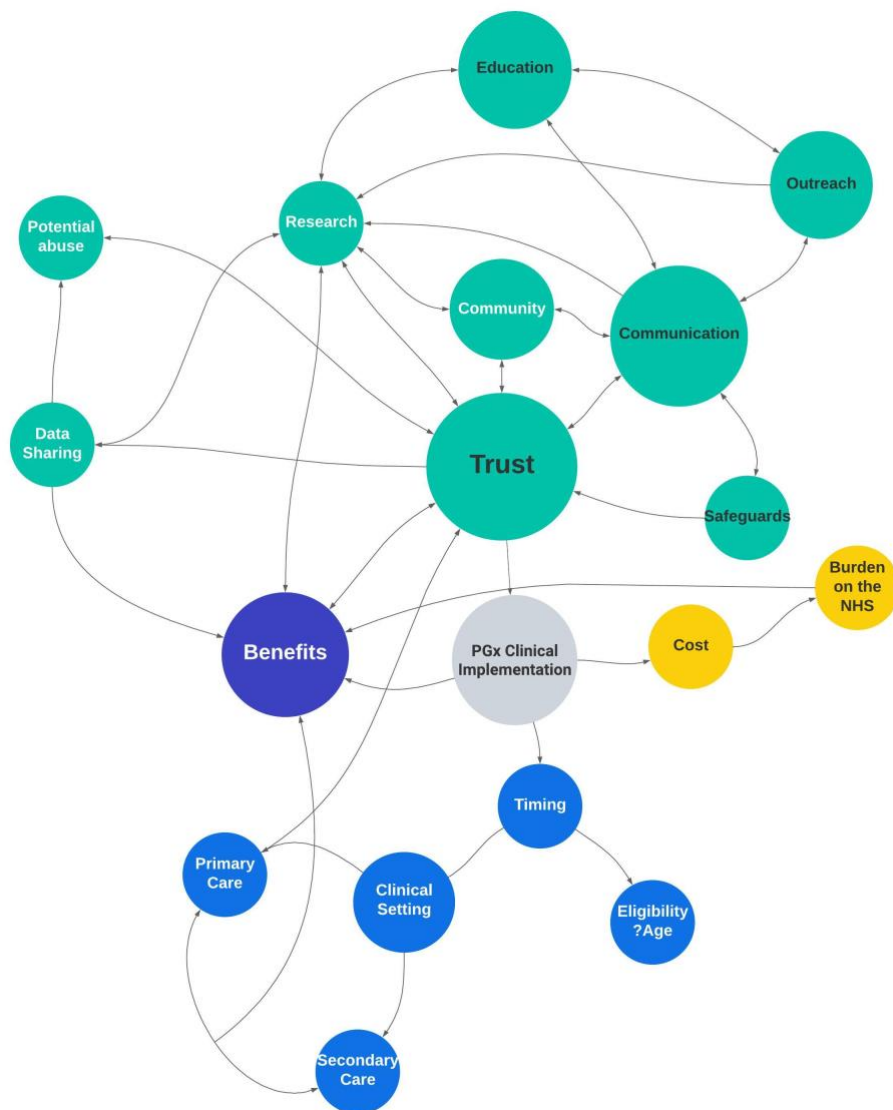 Education
Outreach
Potential
abuse
Research
Community
Communication
Data
Sharing
Trust
Safeguards
Burden
on the
NHS
Benefits
PGx Clinical
Implementation
Cost
Timing
Primary
Care
Clinical
Setting
Eligibility
?Age
Secondary
Care